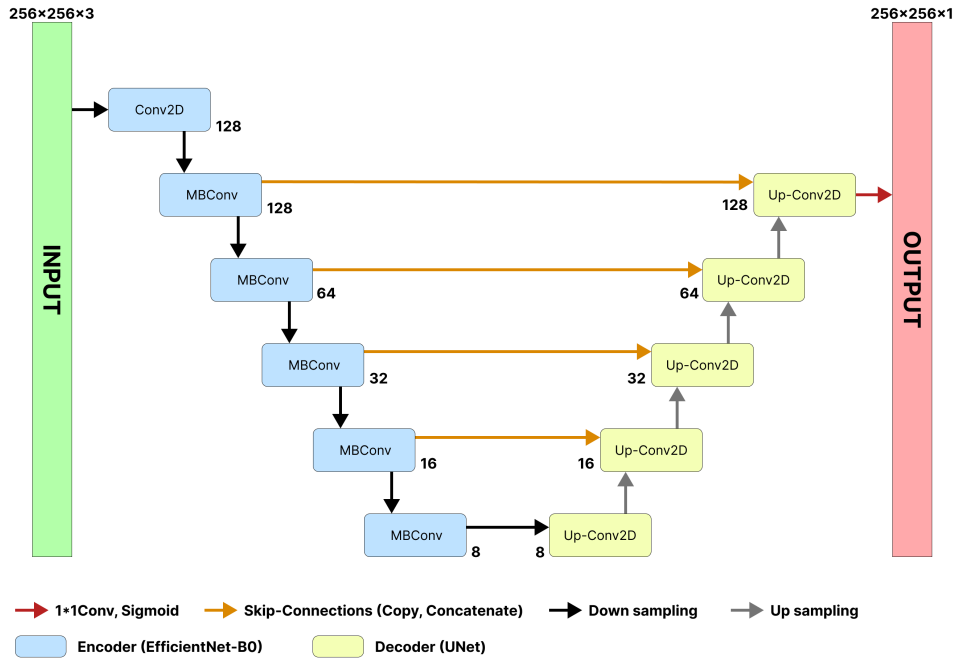 256×256×3
256×256×1
INPUT
OUTPUT
Conv2D
128
MBConv
128
128
Up-Conv2D
MBConv
64
64
Up-Conv2D
MBConv
32
32
Up-Conv2D
MBConv
16
16
Up-Conv2D
MBConv
8
8
Up-Conv2D
1*1Conv, Sigmoid
Skip-Connections (Copy, Concatenate)
Down sampling
Up sampling
Encoder (EfficientNet-B0)
Decoder (UNet)